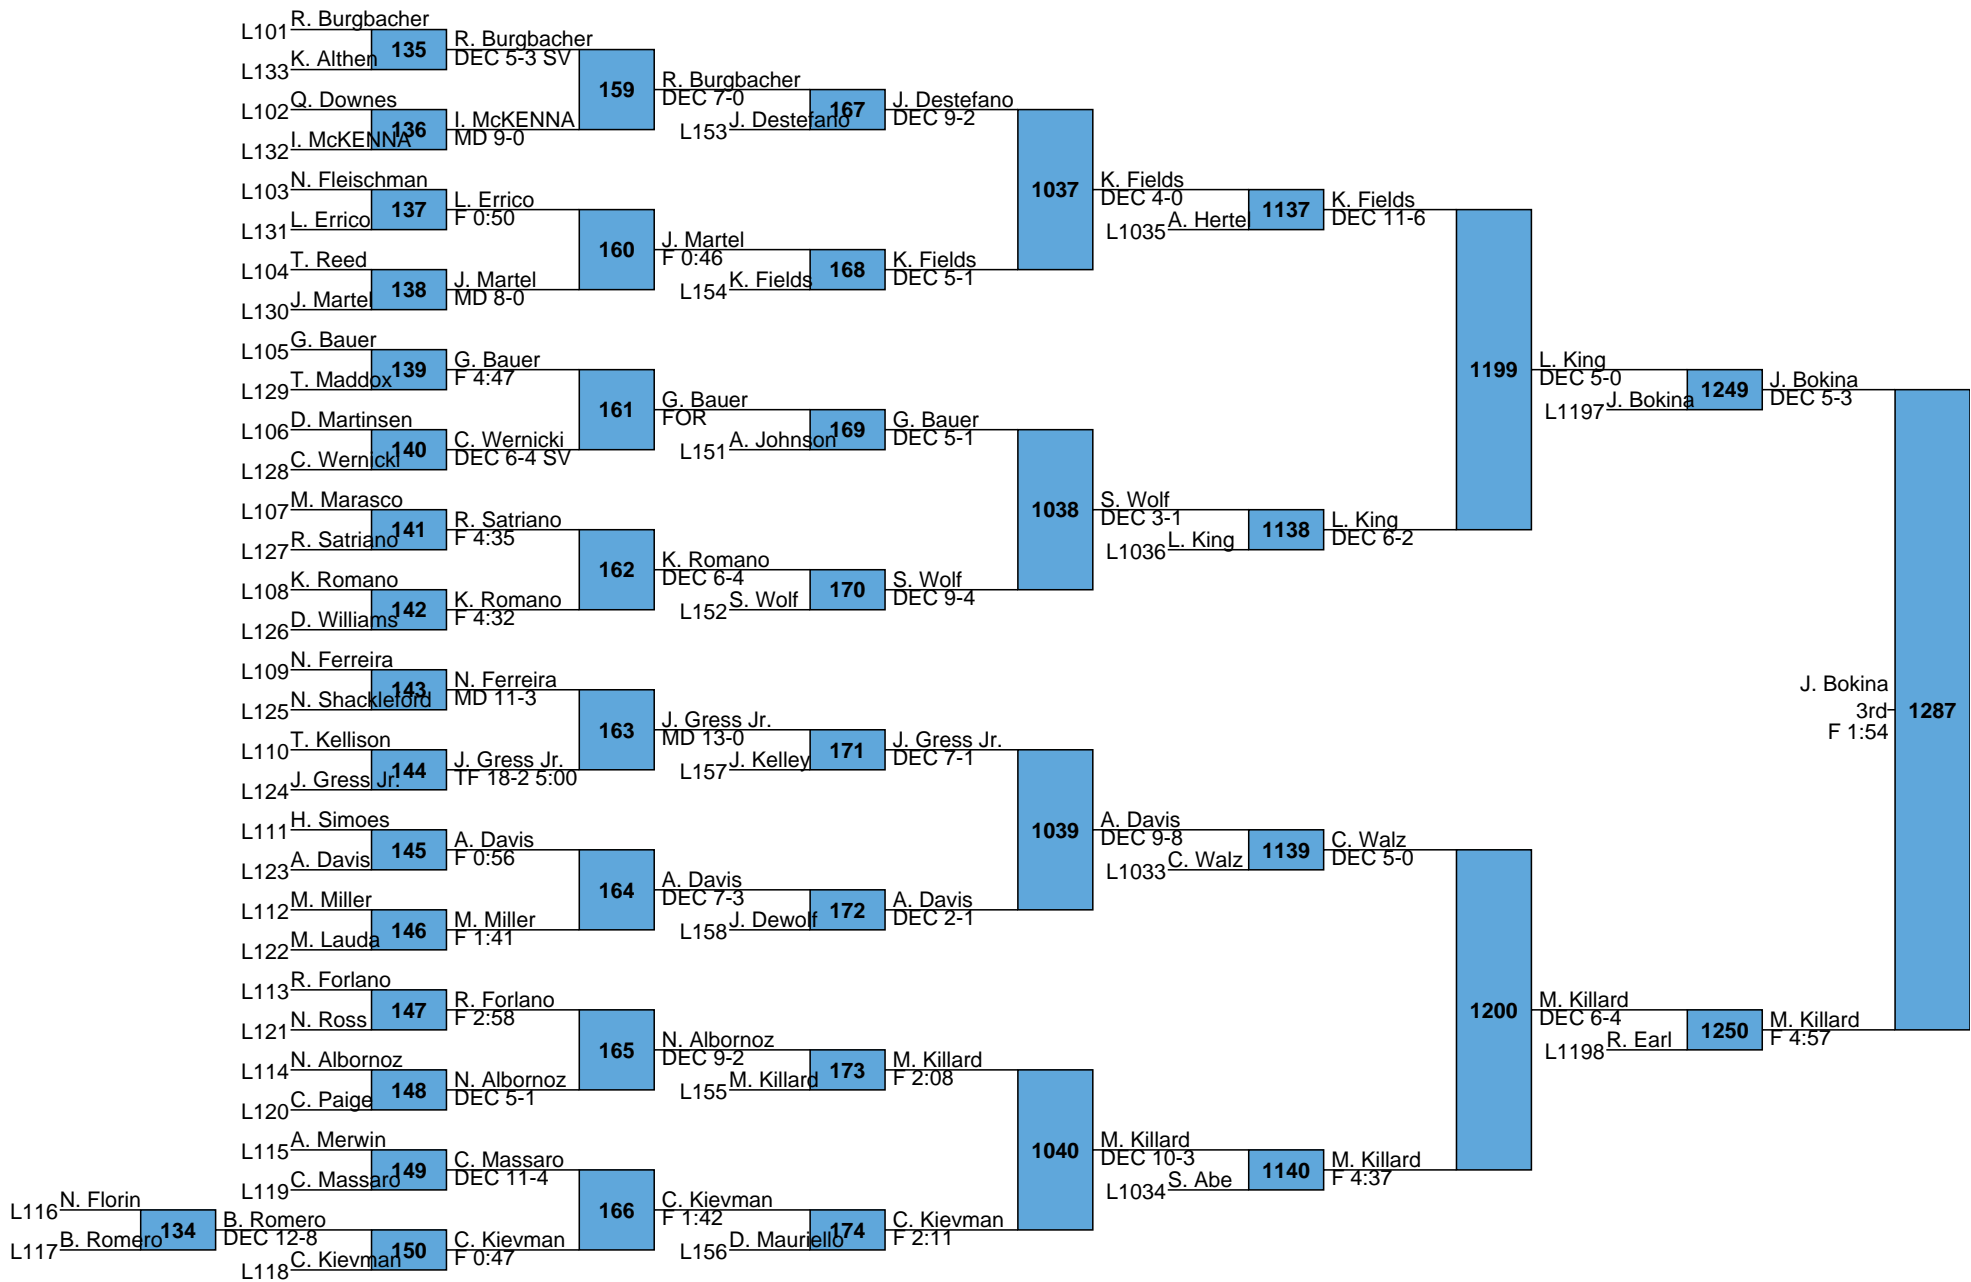 L101 R. Burgbacher
135
L133 K. Althen
R. Burgbacher
DEC 5-3 SV
L102 Q. Downes
136
L132 I. McKENNA
I. McKENNA
MD 9-0
159
R. Burgbacher
DEC 7-0
L153 J. Destefano
167
J. Destefano
DEC 9-2
L103 N. Fleischman
137
L131 L. Errico
L. Errico
F 0:50
L104 T. Reed
138
L130 J. Martel
J. Martel
MD 8-0
160
J. Martel
F 0:46
L154 K. Fields
168
K. Fields
DEC 5-1
1037
K. Fields
DEC 4-0
L1035 A. Hertel
1137
K. Fields
DEC 11-6
L105 G. Bauer
139
L129 T. Maddox
G. Bauer
F 4:47
L106 D. Martinsen
140
L128 C. Wernicki
C. Wernicki
DEC 6-4 SV
161
G. Bauer
FOR
L151 A. Johnson
169
G. Bauer
DEC 5-1
L107 M. Marasco
141
L127 R. Satriano
R. Satriano
F 4:35
L108 K. Romano
142
L126 D. Williams
K. Romano
F 4:32
162
K. Romano
DEC 6-4
L152 S. Wolf
170
S. Wolf
DEC 9-4
1038
S. Wolf
DEC 3-1
L1036 L. King
1138
L. King
DEC 6-2
1199
L. King
DEC 5-0
L1197 J. Bokina
1249
J. Bokina
DEC 5-3
L109 N. Ferreira
143
L125 N. Shackleford
N. Ferreira
MD 11-3
L110 T. Kellison
144
L124 J. Gress Jr.
J. Gress Jr.
TF 18-2 5:00
163
J. Gress Jr.
MD 13-0
L157 J. Kelley
171
J. Gress Jr.
DEC 7-1
L111 H. Simoes
145
L123 A. Davis
A. Davis
F 0:56
L112 M. Miller
146
L122 M. Lauda
M. Miller
F 1:41
164
A. Davis
DEC 7-3
L158 J. Dewolf
172
A. Davis
DEC 2-1
1039
A. Davis
DEC 9-8
L1033 C. Walz
1139
C. Walz
DEC 5-0
L113 R. Forlano
147
L121 N. Ross
R. Forlano
F 2:58
L114 N. Albornoz
148
L120 C. Paige
N. Albornoz
DEC 5-1
165
N. Albornoz
DEC 9-2
L155 M. Killard
173
M. Killard
F 2:08
L115 A. Merwin
149
L119 C. Massaro
C. Massaro
DEC 11-4
L116 N. Florin
134
L117 B. Romero
B. Romero
DEC 12-8
150
L118 C. Kievman
C. Kievman
F 0:47
166
C. Kievman
F 1:42
L156 D. Mauriello
174
C. Kievman
F 2:11
1040
M. Killard
DEC 10-3
L1034 S. Abe
1140
M. Killard
F 4:37
1200
M. Killard
DEC 6-4
L1198 R. Earl
1250
M. Killard
F 4:57
J. Bokina
3rd
F 1:54
1287